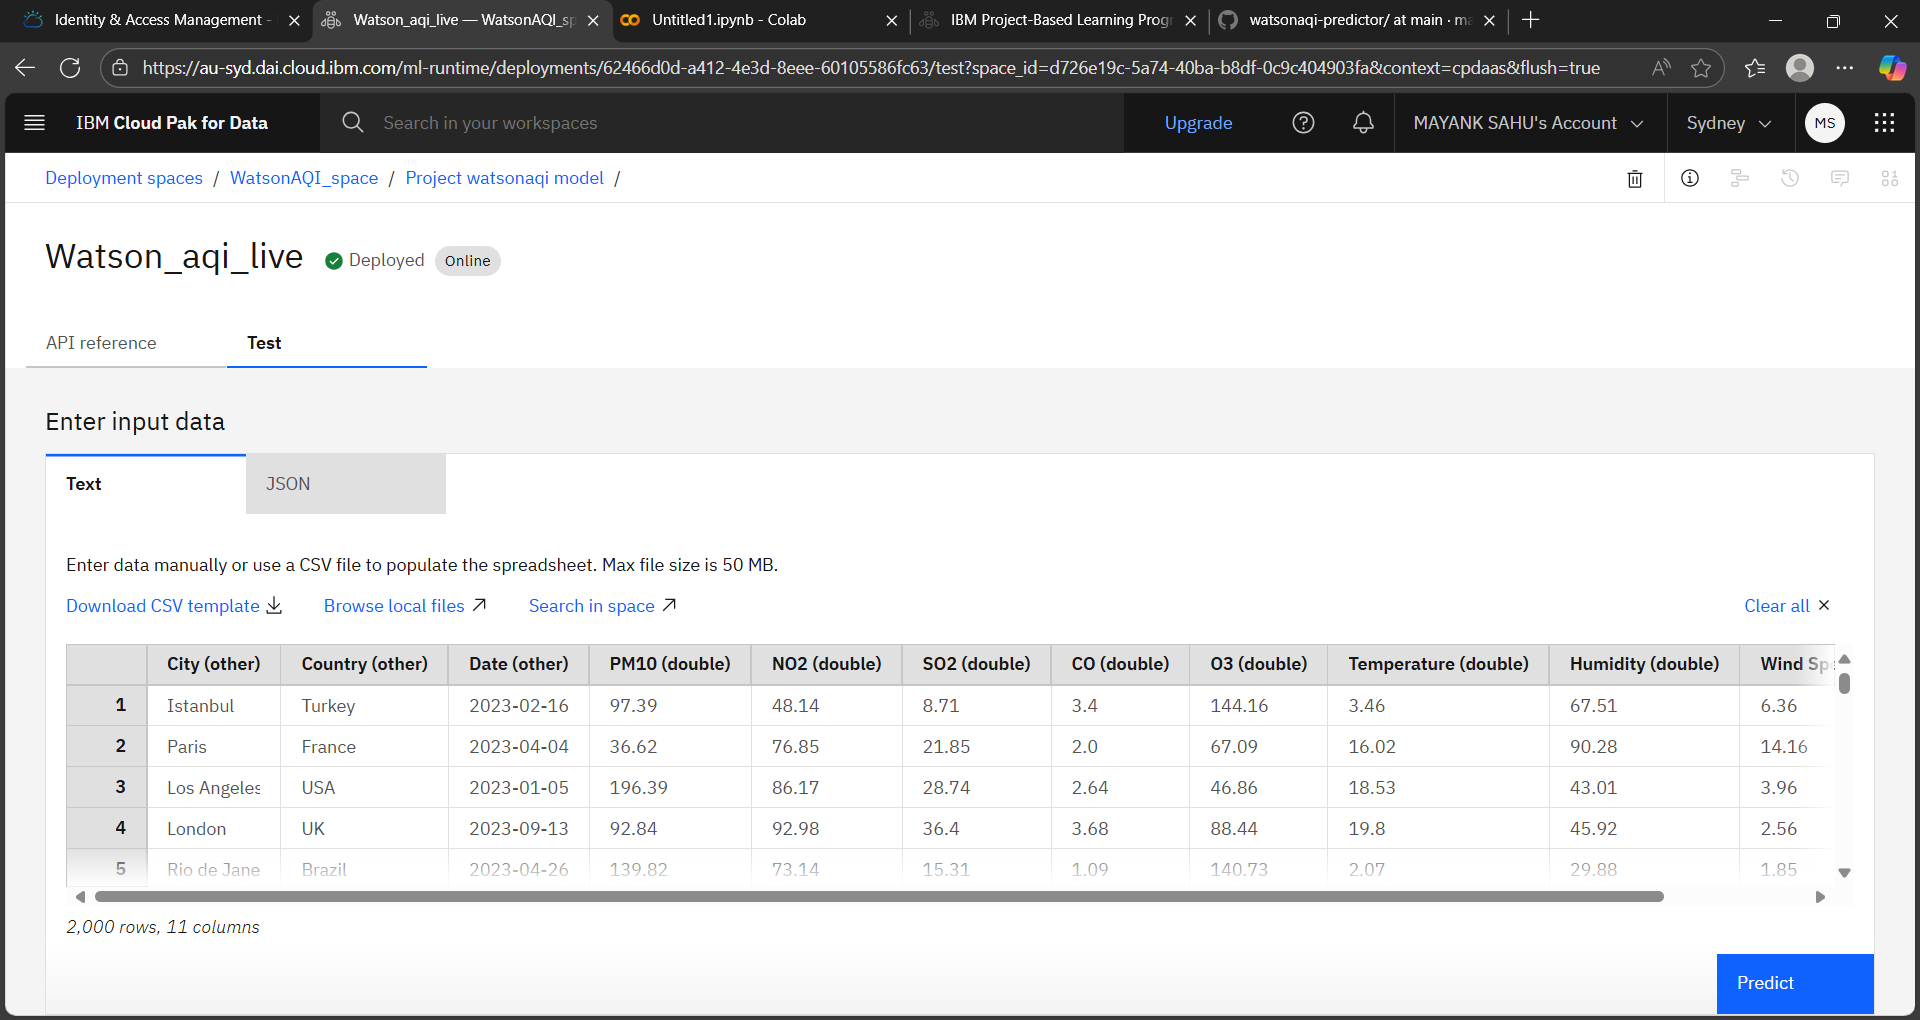 Identity & Access Management -
Watson_aqi_live — WatsonAQI_sp
Untitled1.ipynb - Colab
IBM Project-Based Learning Progr
watsonaqi-predictor/ at main · ma
https://au-syd.dai.cloud.ibm.com/ml-runtime/deployments/62466d0d-a412-4e3d-8eee-60105586fc63/test?space_id=d726e19c-5a74-40ba-b8df-0c9c404903fa&context=cpdaas&flush=true
IBM Cloud Pak for Data
Search in your workspaces
Upgrade
MAYANK SAHU's Account
Sydney
MS
Deployment spaces / WatsonAQI_space / Project watsonaqi model /
Watson_aqi_live
Deployed
Online
API reference
Test
Enter input data
Text
JSON
Enter data manually or use a CSV file to populate the spreadsheet. Max file size is 50 MB.
Download CSV template
Browse local files
Search in space
Clear all
City (other) Country (other) Date (other) PM10 (double) NO2 (double) SO2 (double) CO (double) O3 (double) Temperature (double) Humidity (double) Wind Sp
1 Istanbul Turkey 2023-02-16 97.39 48.14 8.71 3.4 144.16 3.46 67.51 6.36
2 Paris France 2023-04-04 36.62 76.85 21.85 2.0 67.09 16.02 90.28 14.16
3 Los Angeles USA 2023-01-05 196.39 86.17 28.74 2.64 46.86 18.53 43.01 3.96
4 London UK 2023-09-13 92.84 92.98 36.4 3.68 88.44 19.8 45.92 2.56
5 Rio de Jane Brazil 2023-04-26 139.82 73.14 15.31 1.09 140.73 2.07 29.88 1.85
2,000 rows, 11 columns
Predict